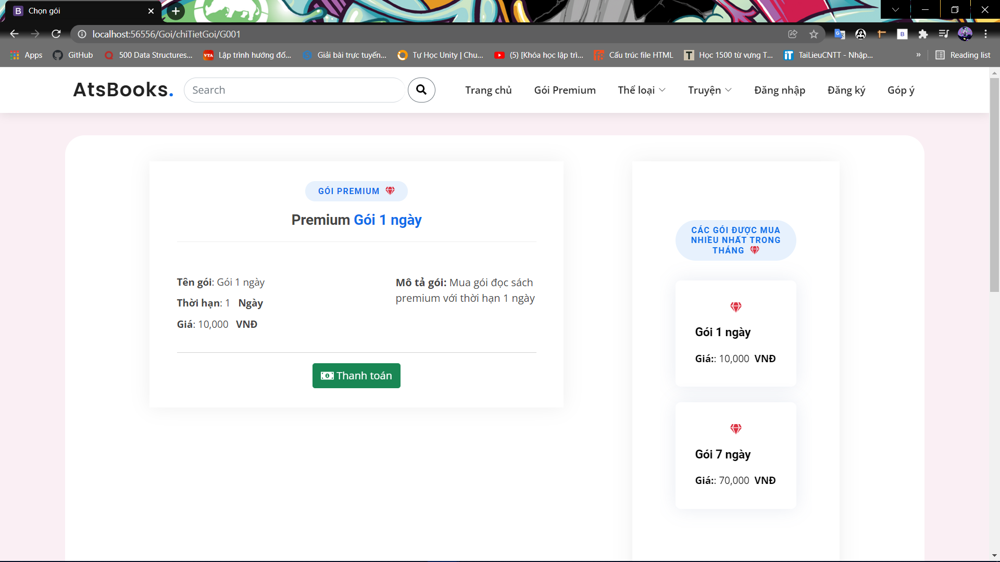 Chọn gói
localhost:56556/Goi/chiTietGoi/G001
Apps
GitHub
500 Data Structures...
Lập trình hướng đố...
Giải bài trực tuyến...
Tự Học Unity | Chu...
(5) [Khóa học lập trì...
Cấu trúc file HTML
Học 1500 từ vựng T...
TaiLieuCNTT - Nhập...
»
Reading list
AtsBooks.
Search
Trang chủ
Gói Premium
Thể loại
Truyện
Đăng nhập
Đăng ký
Góp ý
GÓI PREMIUM
Premium Gói 1 ngày
Tên gói: Gói 1 ngày
Thời hạn: 1 Ngày
Giá: 10,000 VNĐ
Mô tả gói: Mua gói đọc sách
premium với thời hạn 1 ngày
Thanh toán
CÁC GÓI ĐƯỢC MUA
NHIỀU NHẤT TRONG
THÁNG
Gói 1 ngày
Giá:: 10,000 VNĐ
Gói 7 ngày
Giá:: 70,000 VNĐ